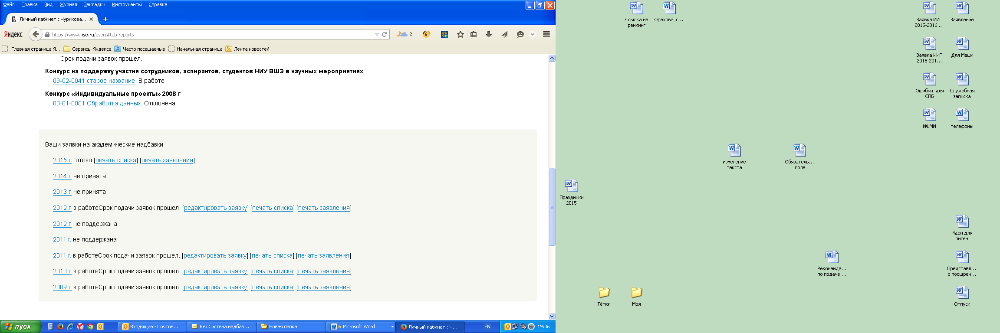 Файл Правка Вид Журнал Закладки Инструменты Справка
Личный кабинет : Чурикова...
Яндекс https://www.hse.ru/user/#tab-reports 2 6
Главная страница Я... Сервисы Яндекса Часто посещаемые Начальная страница Лента новостей
Срок подачи заявок прошел.
Конкурс на поддержку участия сотрудников, аспирантов, студентов НИУ ВШЭ в научных мероприятиях
09-02-0041 старое название В работе
Конкурс «Индивидуальные проекты» 2008 г
08-01-0001 Обработка данных Отклонена
Ваши заявки на академические надбавки
2015 г. готово [печать списка] [печать заявления]
2014 г. не принята
2013 г. не принята
2012 г. в работеСрок подачи заявок прошел. [редактировать заявку] [печать списка] [печать заявления]
2012 г. не поддержана
2011 г. не поддержана
2011 г. в работеСрок подачи заявок прошел. [редактировать заявку] [печать списка] [печать заявления]
2010 г. в работеСрок подачи заявок прошел. [редактировать заявку] [печать списка] [печать заявления]
2009 г. в работеСрок подачи заявок прошел. [редактировать заявку] [печать списка] [печать заявления]
пуск Входящие - Почтов... Re: Система надбав... Новая папка 6 Microsoft Word Личный кабинет : Ч... EN 19:36
Ссылка на
ренкинг
Орехова_с...
Заявка ИИП
2015-2016 ...
Заявление
Заявка ИИП
2015-201...
Для Маши
Ошибки_для
СПБ
Служебная
записка
ИФМИ
телефоны
изменение
текста
Обязатель...
поле
Праздники
2015
Идеи для
писем
Рекоменда...
по подаче ...
Представл...
о поощрен...
Тётки
Моя
Отпуск